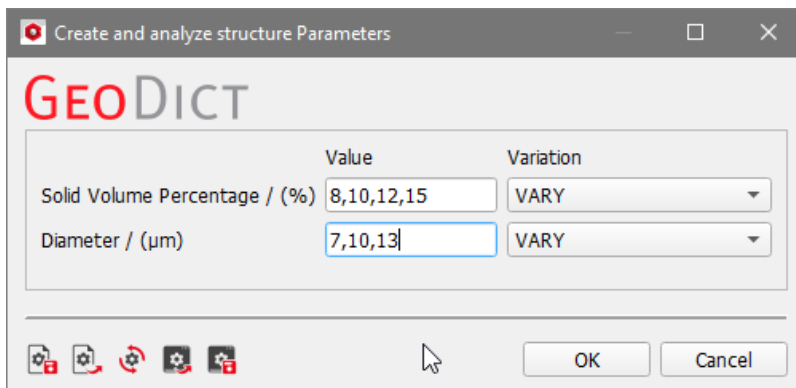 Create and analyze structure Parameters
GEODICT
Value Variation
Solid Volume Percentage / (%) 8,10,12,15 VARY
Diameter / (µm) 7,10,13 VARY
OK Cancel